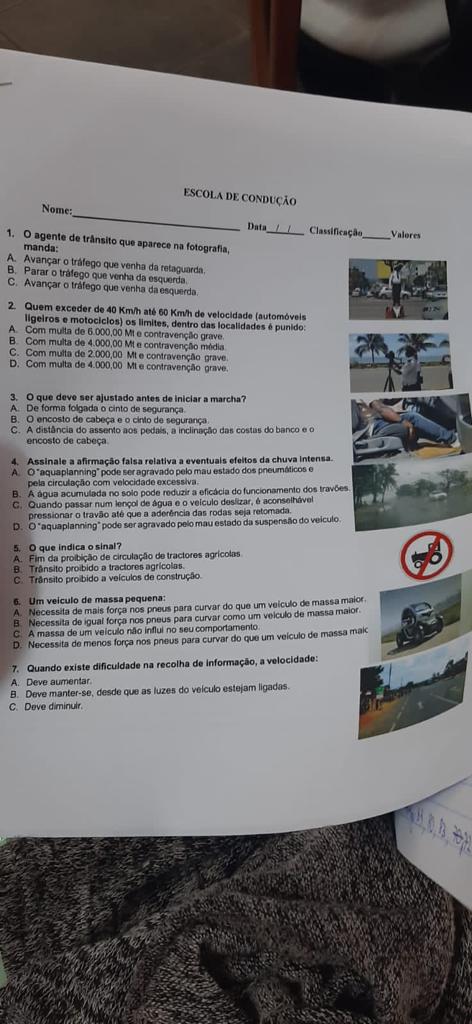 ESCOLA DE CONDUÇÃO
Nome: Data / / Classificação Valores
1. O agente de trânsito que aparece na fotografia,
manda:
A. Avançar o tráfego que venha da retaguarda.
B. Parar o tráfego que venha da esquerda.
C. Avançar o tráfego que venha da esquerda.
2. Quem exceder de 40 Km/h até 60 Km/h de velocidade (automóveis
ligeiros e motociclos) os limites, dentro das localidades é punido:
A. Com multa de 6.000,00 Mt e contravenção grave.
B. Com multa de 4.000,00 Mt e contravenção média.
C. Com multa de 2.000,00 Mt e contravenção grave.
D. Com multa de 4.000,00 Mt e contravenção grave.
3. O que deve ser ajustado antes de iniciar a marcha?
A. De forma folgada o cinto de segurança.
B. O encosto de cabeça e o cinto de segurança.
C. A distância do assento aos pedais, a inclinação das costas do banco e o
encosto de cabeça.
4. Assinale a afirmação falsa relativa a eventuais efeitos da chuva intensa.
A. O "aquaplanning" pode ser agravado pelo mau estado dos pneumáticos e
pela circulação com velocidade excessiva.
B. A água acumulada no solo pode reduzir a eficácia do funcionamento dos travões.
C. Quando passar num lençol de água e o veículo deslizar, é aconselhável
pressionar o travão até que a aderência das rodas seja retomada.
D. O "aquaplanning" pode ser agravado pelo mau estado da suspensão do veículo.
5. O que indica o sinal?
A. Fim da proibição de circulação de tractores agrícolas.
B. Trânsito proibido a tractores agrícolas.
C. Trânsito proibido a veículos de construção.
6. Um veículo de massa pequena:
A. Necessita de mais força nos pneus para curvar do que um veículo de massa maior.
B. Necessita de igual força nos pneus para curvar como um veículo de massa maior.
C. A massa de um veículo não influi no seu comportamento.
D. Necessita de menos força nos pneus para curvar do que um veículo de massa maic
7. Quando existe dificuldade na recolha de informação, a velocidade:
A. Deve aumentar.
B. Deve manter-se, desde que as luzes do veículo estejam ligadas.
C. Deve diminuir.